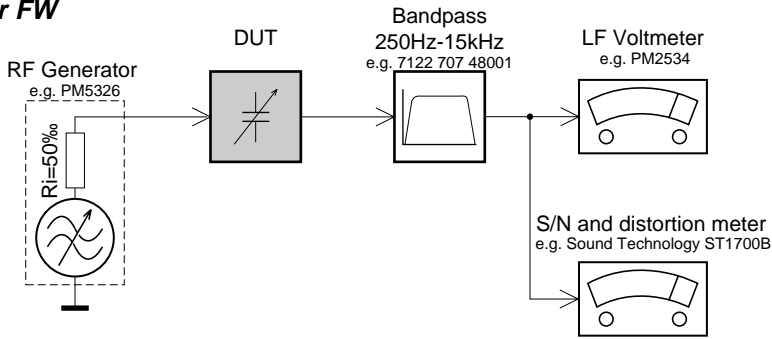 r FW
Bandpass
250Hz-15kHz
e.g. 7122 707 48001
DUT
LF Voltmeter
e.g. PM2534
RF Generator
e.g. PM5326
Ri=50‰
S/N and distortion meter
e.g. Sound Technology ST1700B